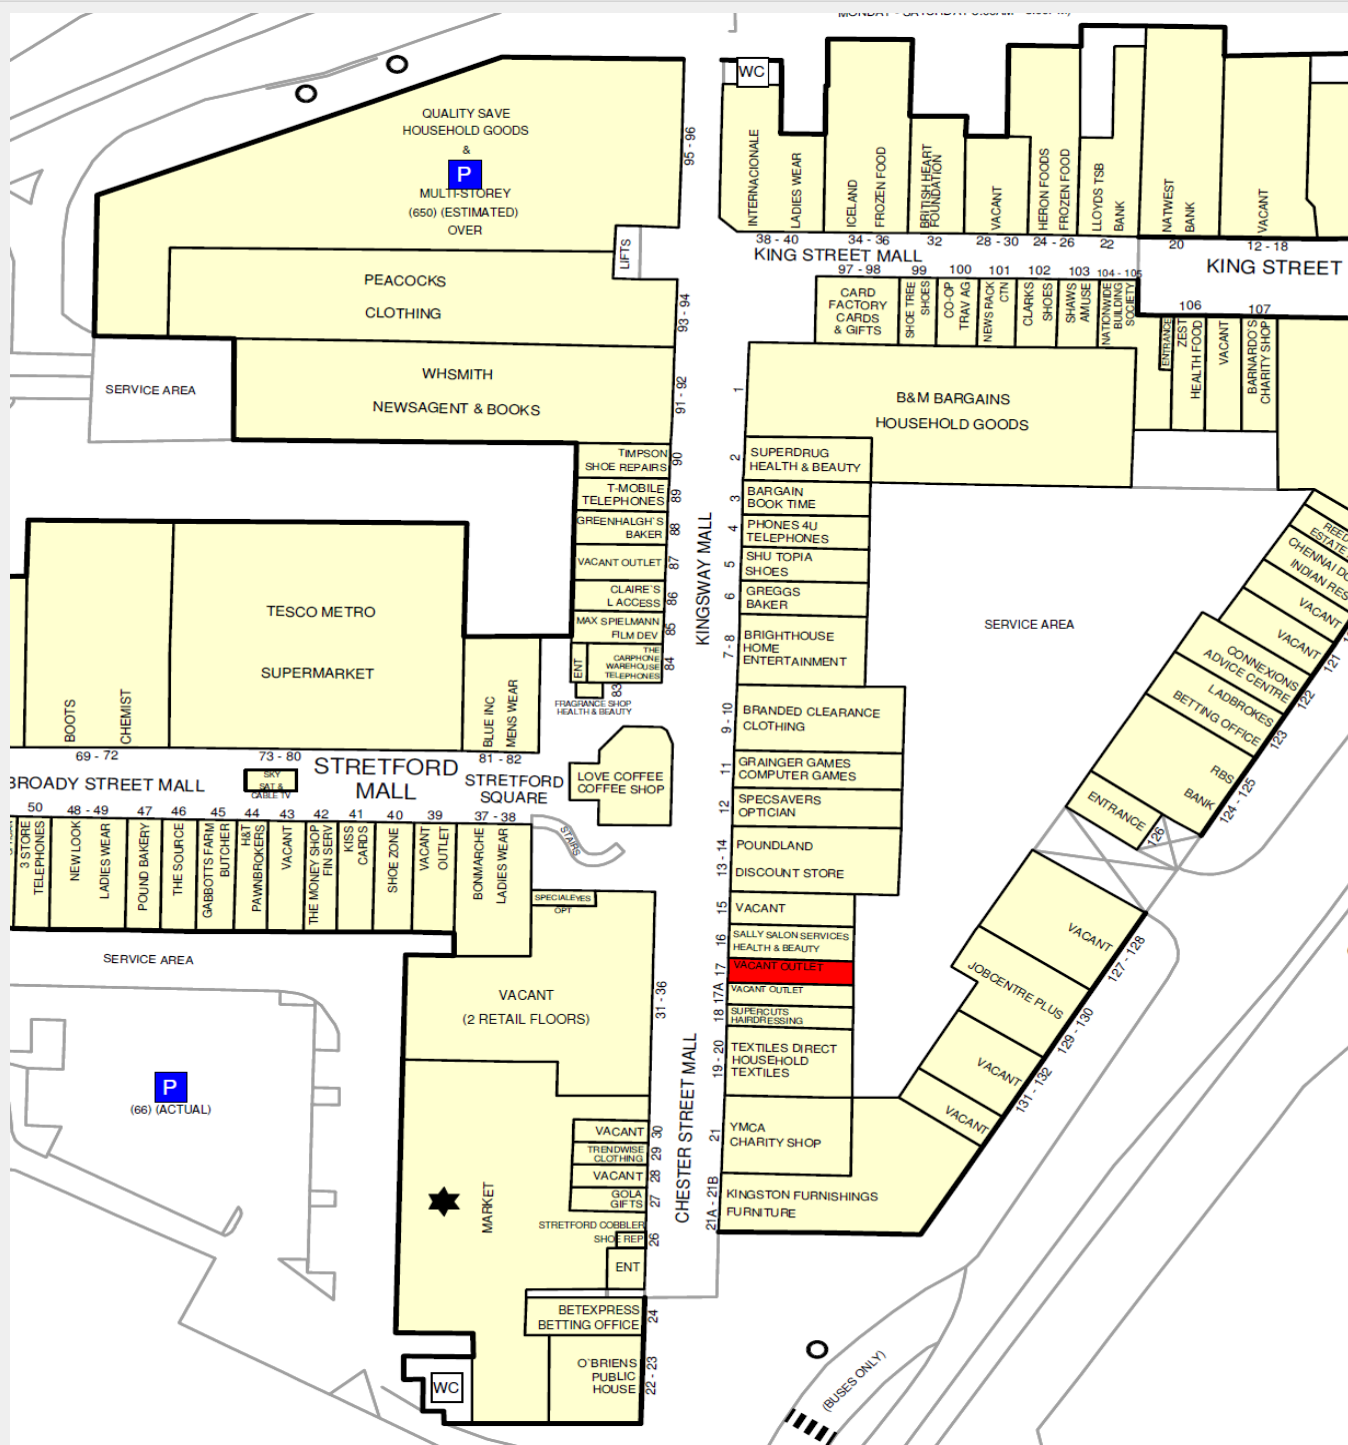 WC
QUALITY SAVE
HOUSEHOLD GOODS
&
P
MULTI-STOREY
(650) (ESTIMATED)
OVER
95 - 96
LIFTS
PEACOCKS
CLOTHING
93 - 94
WHSMITH
NEWSAGENT & BOOKS
91 - 92
SERVICE AREA
INTERNACIONALE
LADIES WEAR
38 - 40
ICELAND
FROZEN FOOD
34 - 36
BRITISH HEART
FOUNDATION
32
VACANT
28 - 30
HERON FOODS
FROZEN FOOD
24 - 26
LLOYDS TSB
BANK
22
NATWEST
BANK
20
VACANT
12 - 18
KING STREET MALL
KING STREET
97 - 98
CARD
FACTORY
CARDS
& GIFTS
99
SHOE TREE
SHOES
100
CO-OP
TRAV AG
101
NEWS RACK
CTN
102
CLARKS
SHOES
103
SHAWS
AMUSE
104 - 105
NATIONWIDE
BUILDING
SOCIETY
ENTRANCE
106
ZEST
HEALTH FOOD
VACANT
107
BARNARDO'S
CHARITY SHOP
1
B&M BARGAINS
HOUSEHOLD GOODS
2
SUPERDRUG
HEALTH & BEAUTY
3
BARGAIN
BOOK TIME
4
PHONES 4U
TELEPHONES
5
SHU TOPIA
SHOES
6
GREGGS
BAKER
7 - 8
BRIGHTHOUSE
HOME
ENTERTAINMENT
9 - 10
BRANDED CLEARANCE
CLOTHING
11
GRAINGER GAMES
COMPUTER GAMES
12
SPECSAVERS
OPTICIAN
13 - 14
POUNDLAND
DISCOUNT STORE
15
VACANT
16
SALLY SALON SERVICES
HEALTH & BEAUTY
17
VACANT OUTLET
17A
VACANT OUTLET
18
SUPERCUTS
HAIRDRESSING
19 - 20
TEXTILES DIRECT
HOUSEHOLD
TEXTILES
21
YMCA
CHARITY SHOP
21A - 21B
KINGSTON FURNISHINGS
FURNITURE
KINGSWAY MALL
CHESTER STREET MALL
TIMPSON
SHOE REPAIRS
90
T-MOBILE
TELEPHONES
89
GREENHALGH'S
BAKER
88
VACANT OUTLET
87
CLAIRE'S
L ACCESS
86
MAX SPIELMANN
FILM DEV
85
ENT
THE
CARPHONE
WAREHOUSE
TELEPHONES
84
83
FRAGRANCE SHOP
HEALTH & BEAUTY
LOVE COFFEE
COFFEE SHOP
BOOTS
CHEMIST
69 - 72
TESCO METRO
SUPERMARKET
73 - 80
BLUE INC
MENS WEAR
81 - 82
BROADY STREET MALL
SKY
SAT &
CABLE TV
STRETFORD
MALL
STRETFORD
SQUARE
STAIRS
50
3 STORE
TELEPHONES
48 - 49
NEW LOOK
LADIES WEAR
47
POUND BAKERY
46
THE SOURCE
45
GABBOTTS FARM
BUTCHER
44
H&T
PAWNBROKERS
43
VACANT
42
THE MONEY SHOP
FIN SERV
41
KISS
CARDS
40
SHOE ZONE
39
VACANT
OUTLET
37 - 38
BONMARCHE
LADIES WEAR
SPECIALEYES
OPT
SERVICE AREA
VACANT
(2 RETAIL FLOORS)
31 - 36
P
(66) (ACTUAL)
MARKET
VACANT
30
TRENDWISE
CLOTHING
29
VACANT
28
GOLA
GIFTS
27
STRETFORD COBBLER
SHOE REP
26
ENT
BETEXPRESS
BETTING OFFICE
24
O'BRIENS
PUBLIC
HOUSE
22 - 23
WC
SERVICE AREA
CHENNAI
INDIAN
VACANT
VACANT
121
CONNEXIONS
ADVICE CENTRE
122
LADBROKES
BETTING OFFICE
123
RBS
BANK
124 - 125
ENTRANCE
126
VACANT
127 - 128
JOBCENTRE PLUS
129 - 130
VACANT
131 - 132
VACANT
(BUSES ONLY)